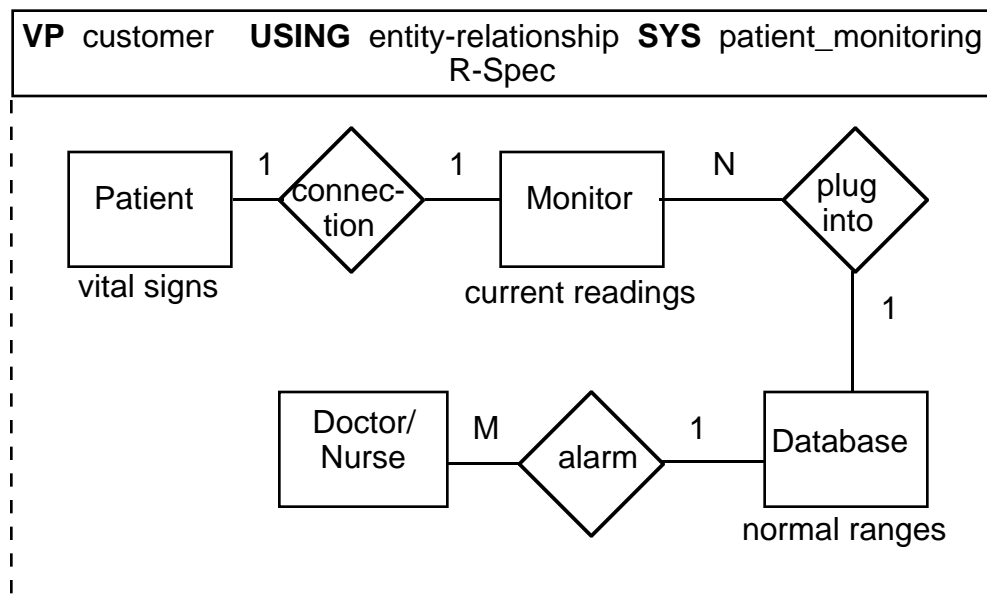 VP customer USING entity-relationship SYS patient_monitoring
R-Spec
1
1
N
Patient
connec-
tion
Monitor
plug
into
vital signs
current readings
1
Doctor/
Nurse
M
alarm
1
Database
normal ranges